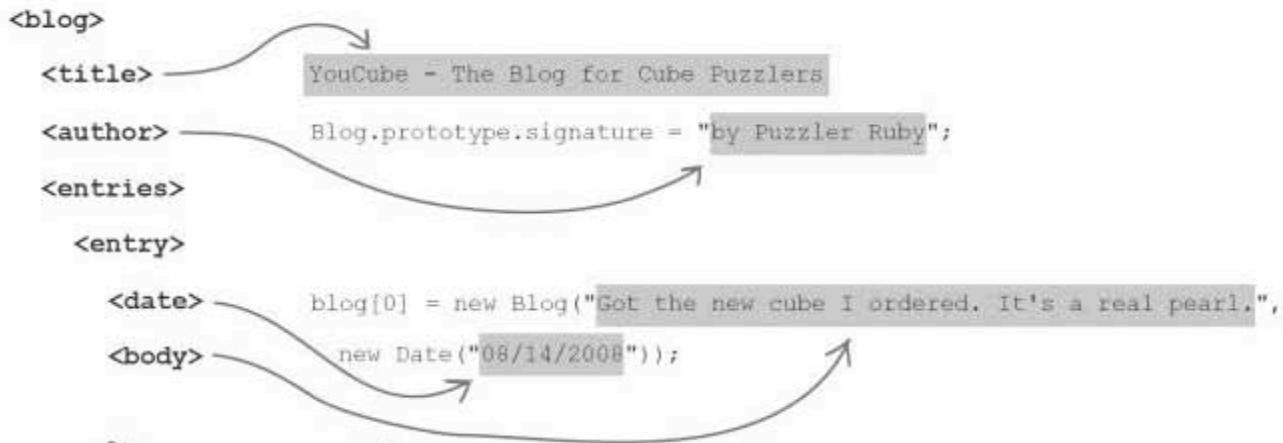 <blog>
<title> YouCube - The Blog for Cube Puzzlers
<author> Blog.prototype.signature = "by Puzzler Ruby";
<entries>
<entry>
<date> blog[0] = new Blog("Got the new cube I ordered. It's a real pearl.",
<body> new Date("08/14/2008"));